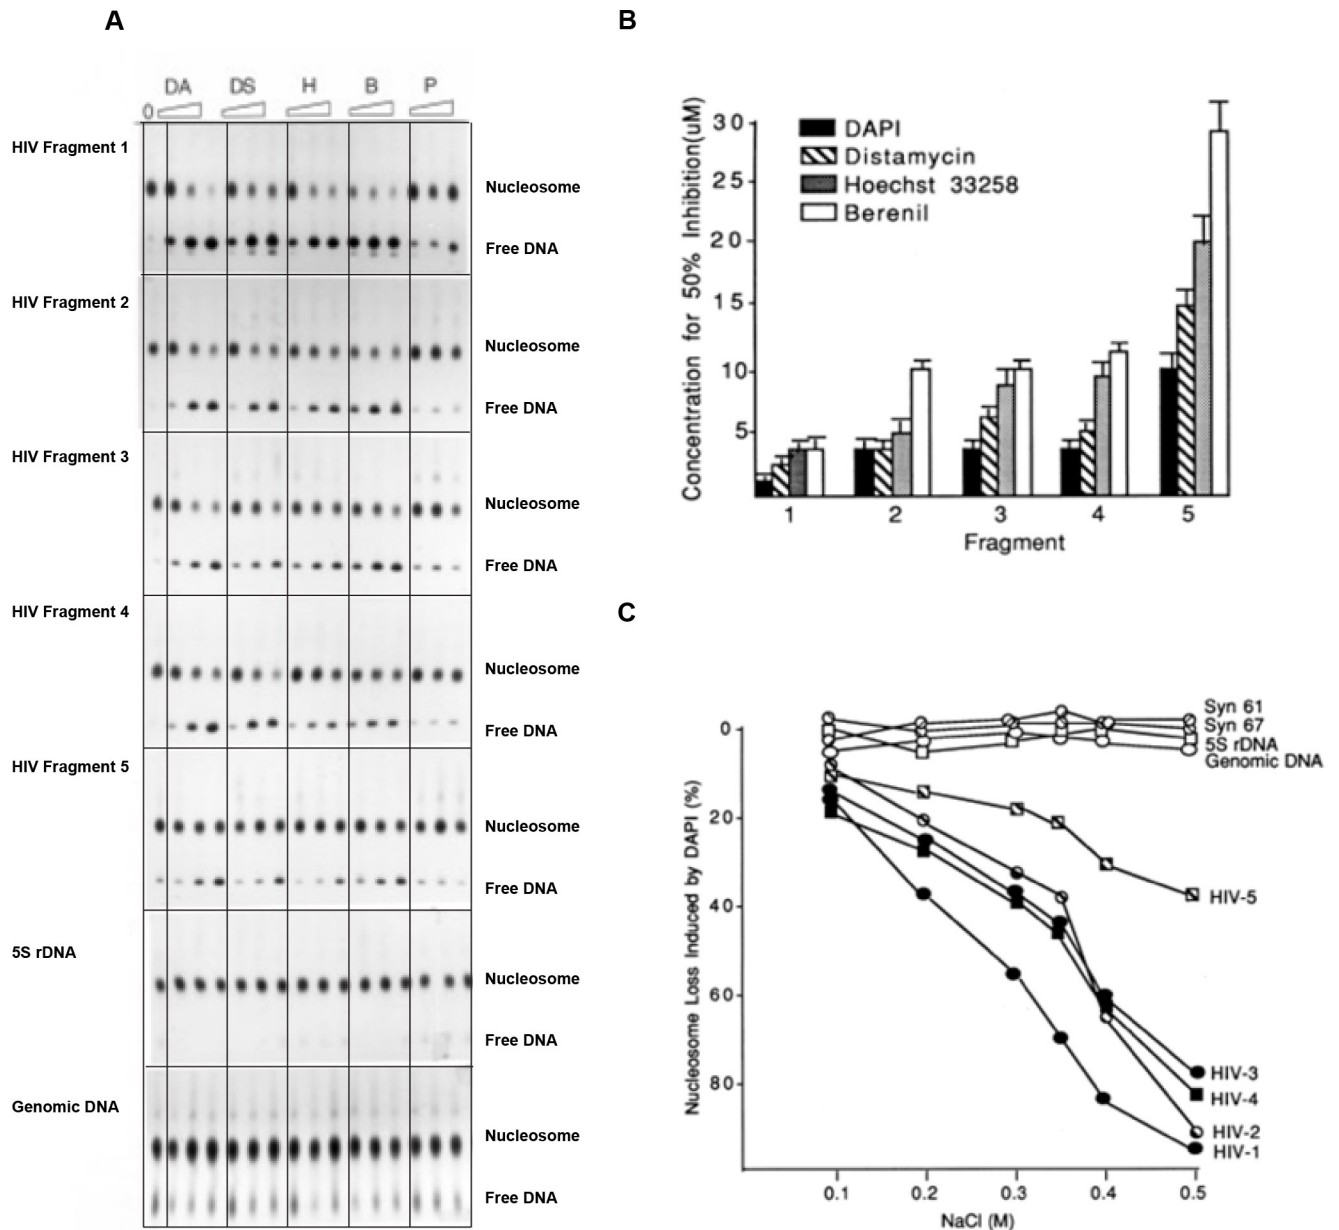 A
DA DS H B P
0
HIV Fragment 1
Nucleosome
Free DNA
HIV Fragment 2
Nucleosome
Free DNA
HIV Fragment 3
Nucleosome
Free DNA
HIV Fragment 4
Nucleosome
Free DNA
HIV Fragment 5
Nucleosome
Free DNA
5S rDNA
Nucleosome
Free DNA
Genomic DNA
Nucleosome
Free DNA
B
Concentration for 50% Inhibition(uM)
30
25
20
15
10
5
DAPI
Distamycin
Hoechst 33258
Berenil
1 2 3 4 5
Fragment
C
Nucleosome Loss Induced by DAPI (%)
0
20
40
60
80
Syn 61
Syn 67
5S rDNA
Genomic DNA
HIV-5
HIV-3
HIV-4
HIV-2
HIV-1
0.1 0.2 0.3 0.4 0.5
NaCl (M)